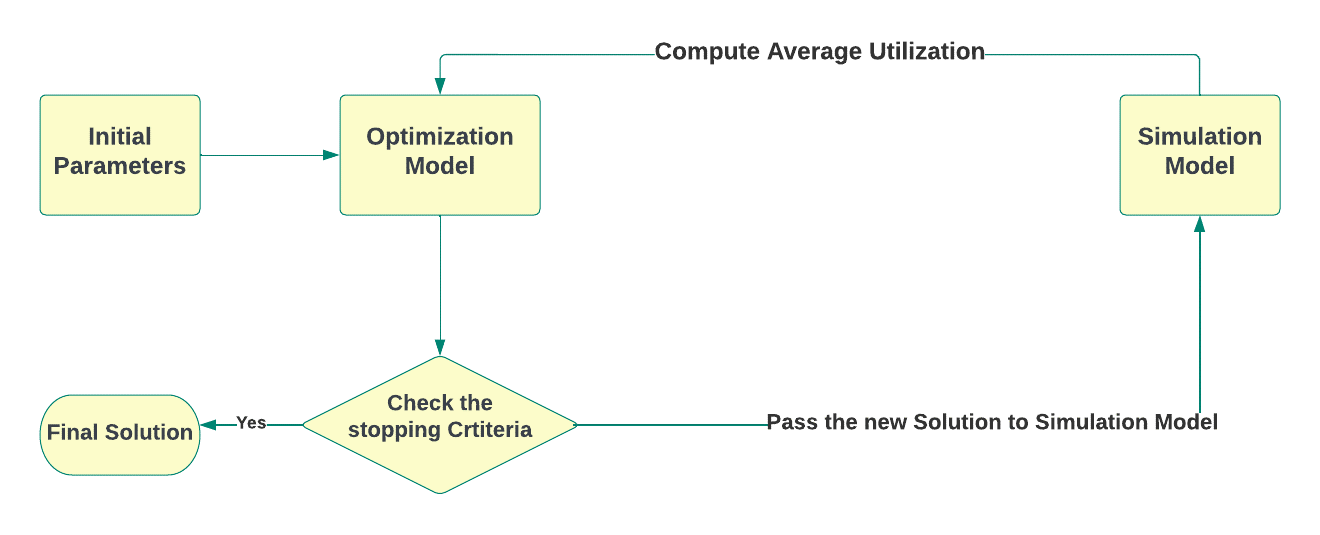 Compute Average Utilization
Initial
Parameters
Optimization
Model
Simulation
Model
Check the
stopping Crtiteria
Yes
Final Solution
Pass the new Solution to Simulation Model